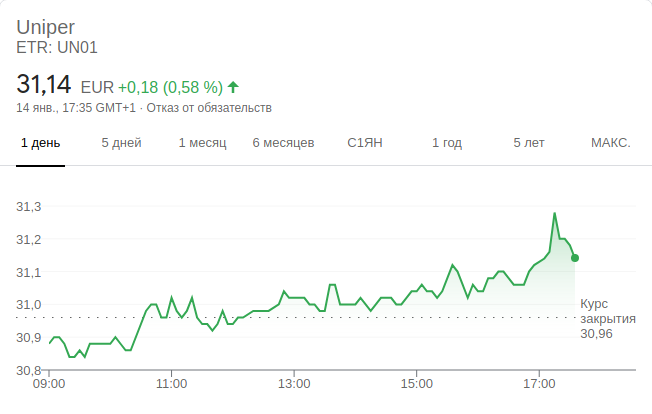 Uniper
ETR: UN01
31,14 EUR +0,18 (0,58 %)
14 янв., 17:35 GMT+1 · Отказ от обязательств
1 день 5 дней 1 месяц 6 месяцев С1ЯН 1 год 5 лет МАКС.
31,3
31,2
31,1
31,0
30,9
30,8
Курс
закрытия
30,96
09:00 11:00 13:00 15:00 17:00